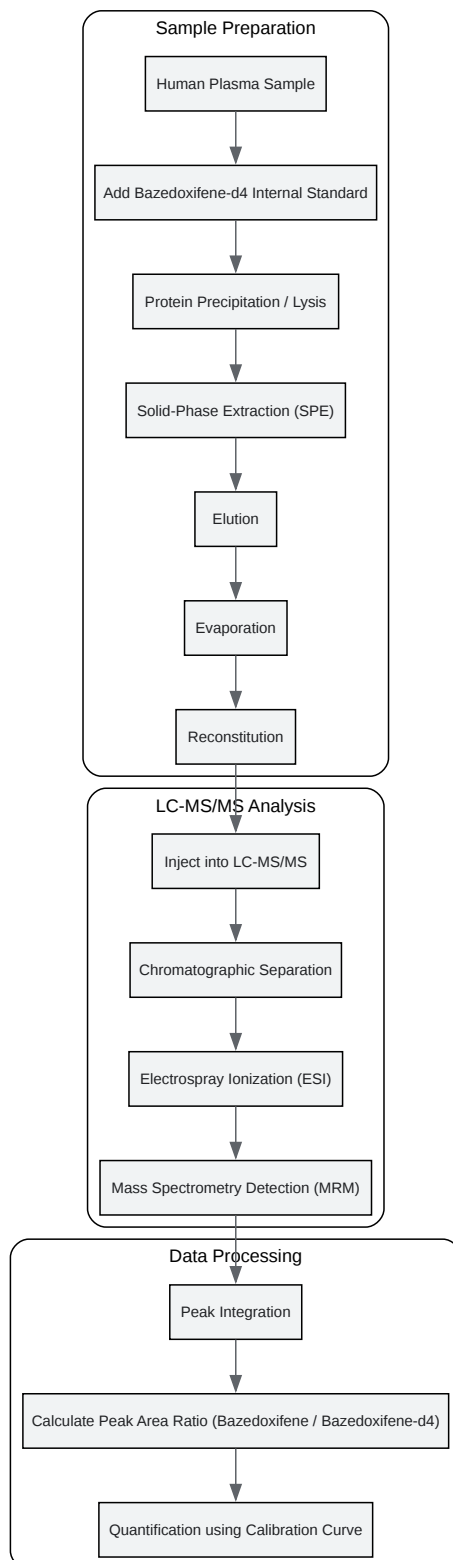 Sample Preparation
Human Plasma Sample
Add Bazedoxifene-d4 Internal Standard
Protein Precipitation / Lysis
Solid-Phase Extraction (SPE)
Elution
Evaporation
Reconstitution
LC-MS/MS Analysis
Inject into LC-MS/MS
Chromatographic Separation
Electrospray Ionization (ESI)
Mass Spectrometry Detection (MRM)
Data Processing
Peak Integration
Calculate Peak Area Ratio (Bazedoxifene / Bazedoxifene-d4)
Quantification using Calibration Curve